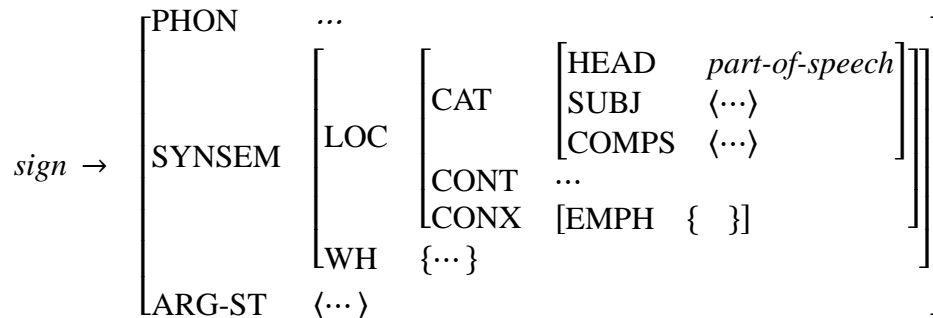 PHON ⋯
HEAD part-of-speech
CAT SUBJ ⟨⋯⟩
LOC COMPS ⟨⋯⟩
sign → SYNSEM
CONT ⋯
CONX [EMPH { }]
WH {⋯}
ARG-ST ⟨⋯⟩